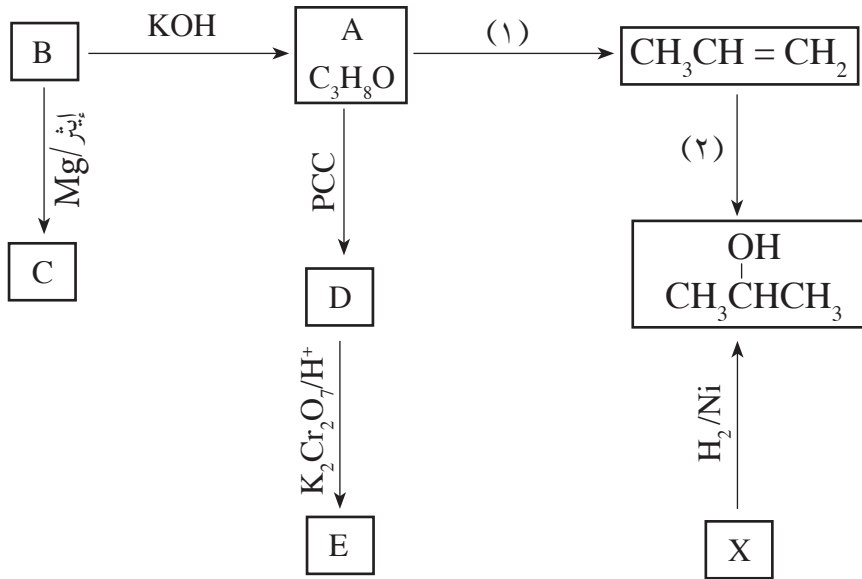 B
KOH
A
C₃H₈O
(١)
CH₃CH = CH₂
Mg/إيثر
PCC
(٢)
C
D
OH
CH₃CHCH₃
K₂Cr₂O₇/H⁺
H₂/Ni
E
X